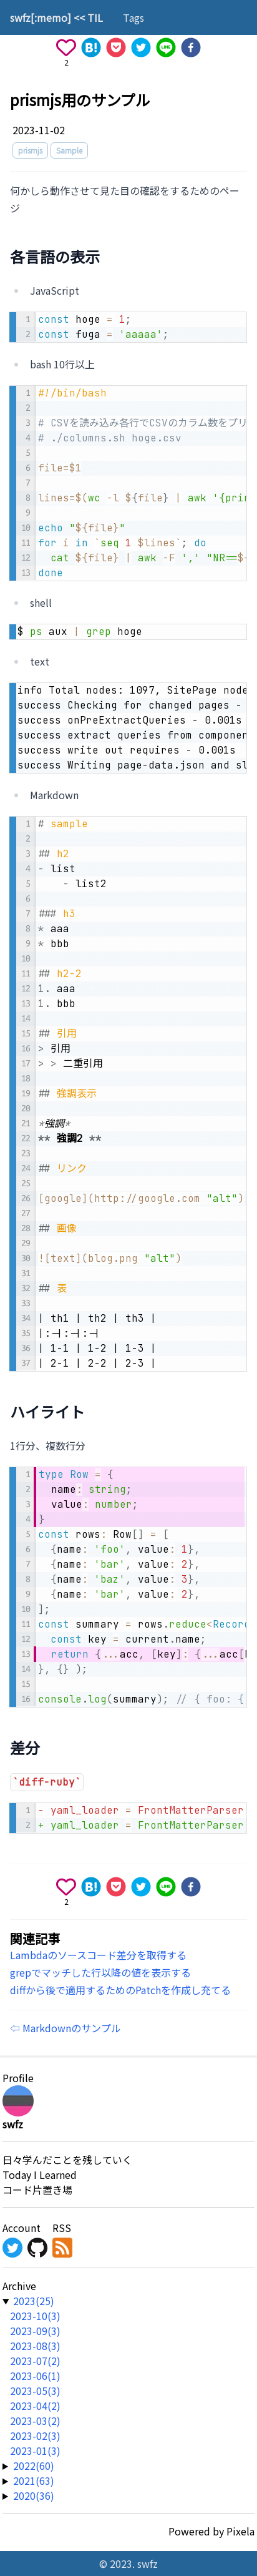 swfz[:memo] << TIL Tags
2
prismjs用のサンプル
2023-11-02
prismjs Sample
何かしら動作させて見た目の確認をするためのページ
各言語の表示
JavaScript
1 const hoge = 1;
2 const fuga = 'aaaaa';
bash 10行以上
1 #!/bin/bash
2
3 # CSVを読み込み各行でCSVのカラム数をプリ
4 # ./columns.sh hoge.csv
5
6 file=$1
7
8 lines=$(wc -l ${file} | awk '{prin
9
10 echo "${file}"
11 for i in `seq 1 $lines`; do
12 cat ${file} | awk -F ',' "NR==$
13 done
shell
$ ps aux | grep hoge
text
info Total nodes: 1097, SitePage node
success Checking for changed pages -
success onPreExtractQueries - 0.001s
success extract queries from componen
success write out requires - 0.001s
success Writing page-data.json and sl
Markdown
1 # sample
2
3 ## h2
4 - list
5 - list2
6
7 ### h3
8 * aaa
9 * bbb
10
11 ## h2-2
12 1. aaa
13 1. bbb
14
15 ## 引用
16 > 引用
17 > > 二重引用
18
19 ## 強調表示
20
21 *強調*
22 ** 強調2 **
23
24 ## リンク
25
26 [google](http://google.com "alt")
27
28 ## 画像
29
30 ![text](blog.png "alt")
31
32 ## 表
33
34 | th1 | th2 | th3 |
35 |:-|:-|:-|
36 | 1-1 | 1-2 | 1-3 |
37 | 2-1 | 2-2 | 2-3 |
ハイライト
1行分、複数行分
1 type Row = {
2 name: string;
3 value: number;
4 }
5 const rows: Row[] = [
6 {name: 'foo', value: 1},
7 {name: 'bar', value: 2},
8 {name: 'baz', value: 3},
9 {name: 'bar', value: 2},
10 ];
11 const summary = rows.reduce<Recor
12 const key = current.name;
13 return {...acc, [key]: {...acc[
14 }, {} );
15
16 console.log(summary); // { foo: {
差分
`diff-ruby`
1 - yaml_loader = FrontMatterParser
2 + yaml_loader = FrontMatterParser
2
関連記事
Lambdaのソースコード差分を取得する
grepでマッチした行以降の値を表示する
diffから後で適用するためのPatchを作成し充てる
⇦ Markdownのサンプル
Profile
swfz
日々学んだことを残していく
Today I Learned
コード片置き場
Account RSS
Archive
▼ 2023(25)
2023-10(3)
2023-09(3)
2023-08(3)
2023-07(2)
2023-06(1)
2023-05(3)
2023-04(2)
2023-03(2)
2023-02(3)
2023-01(3)
▶ 2022(60)
▶ 2021(63)
▶ 2020(36)
Powered by Pixela
© 2023. swfz